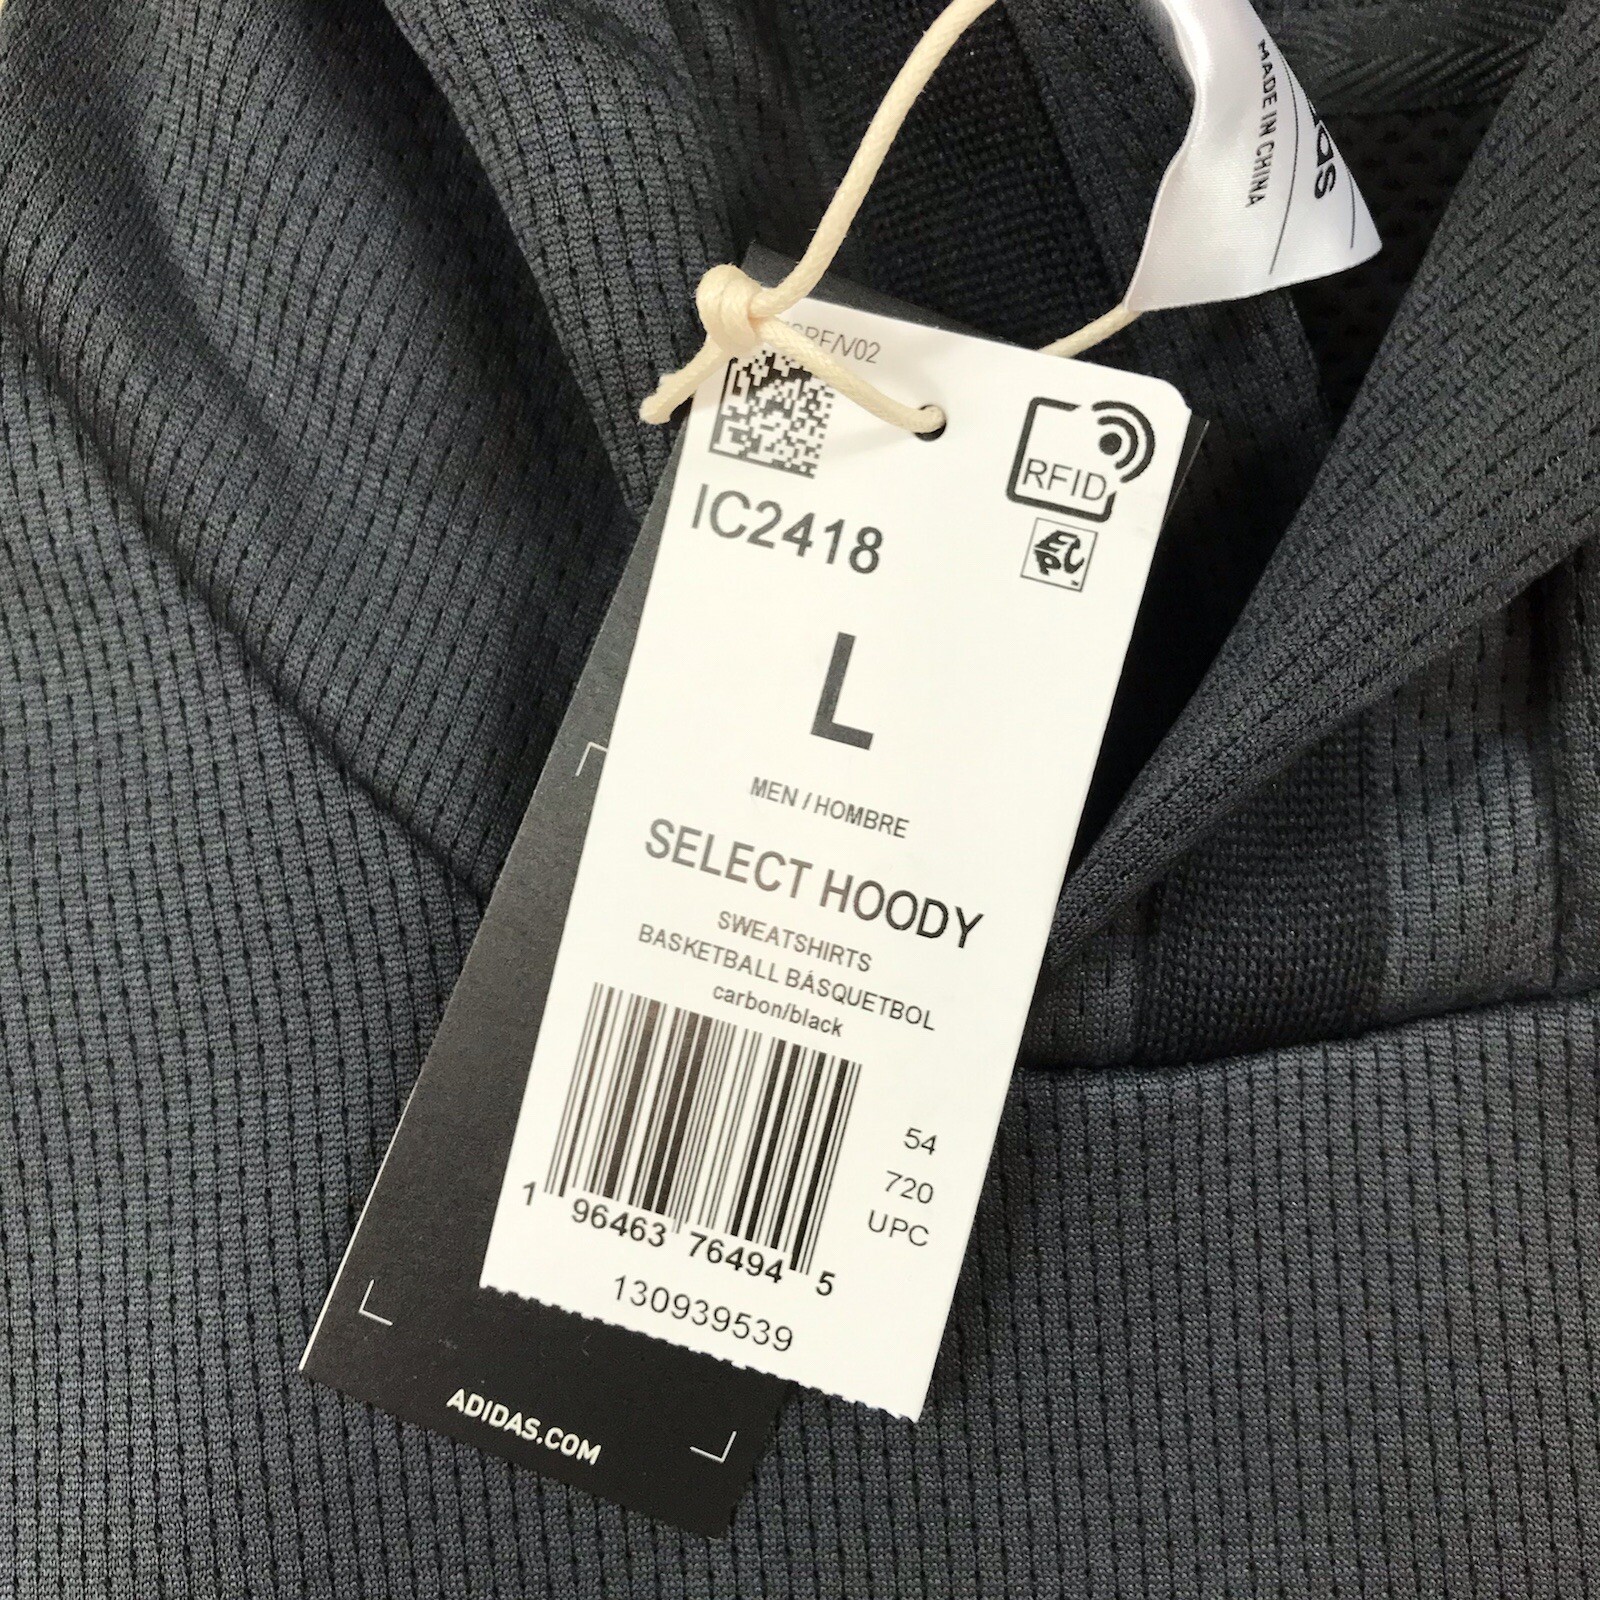 MADE IN CHINA
RFID
IC2418
L
MEN / HOMBRE
SELECT HOODY
SWEATSHIRTS
BASKETBALL BÁSQUETBOL
carbon/black
54
720
UPC
1 96463 76494 5
130939539
ADIDAS.COM